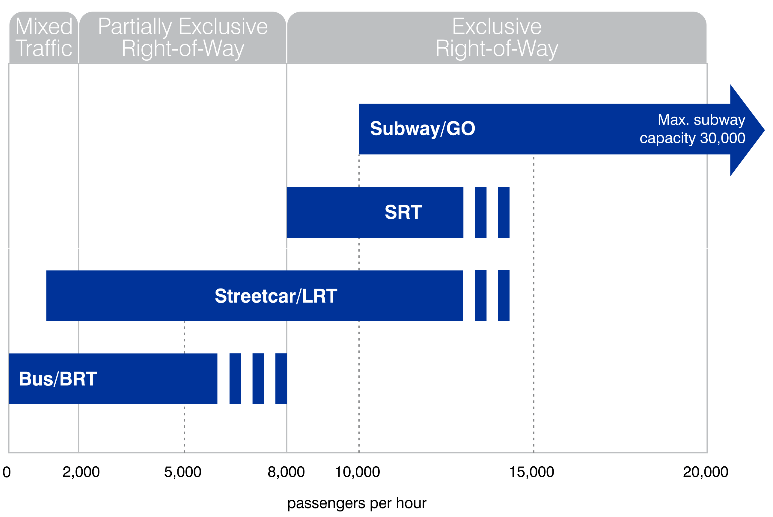 Mixed
Traffic
Partially Exclusive
Right-of-Way
Exclusive
Right-of-Way
Subway/GO
Max. subway
capacity 30,000
SRT
Streetcar/LRT
Bus/BRT
0
2,000
5,000
8,000
10,000
15,000
20,000
passengers per hour